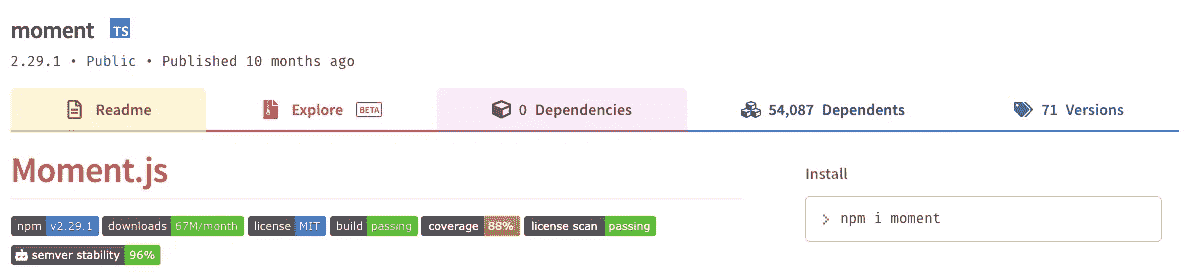 moment TS
2.29.1 • Public • Published 10 months ago
Readme Explore BETA 0 Dependencies 54,087 Dependents 71 Versions
Moment.js
Install
npm i moment
npm v2.29.1 downloads 67M/month license MIT build passing coverage 88% license scan passing
semver stability 96%